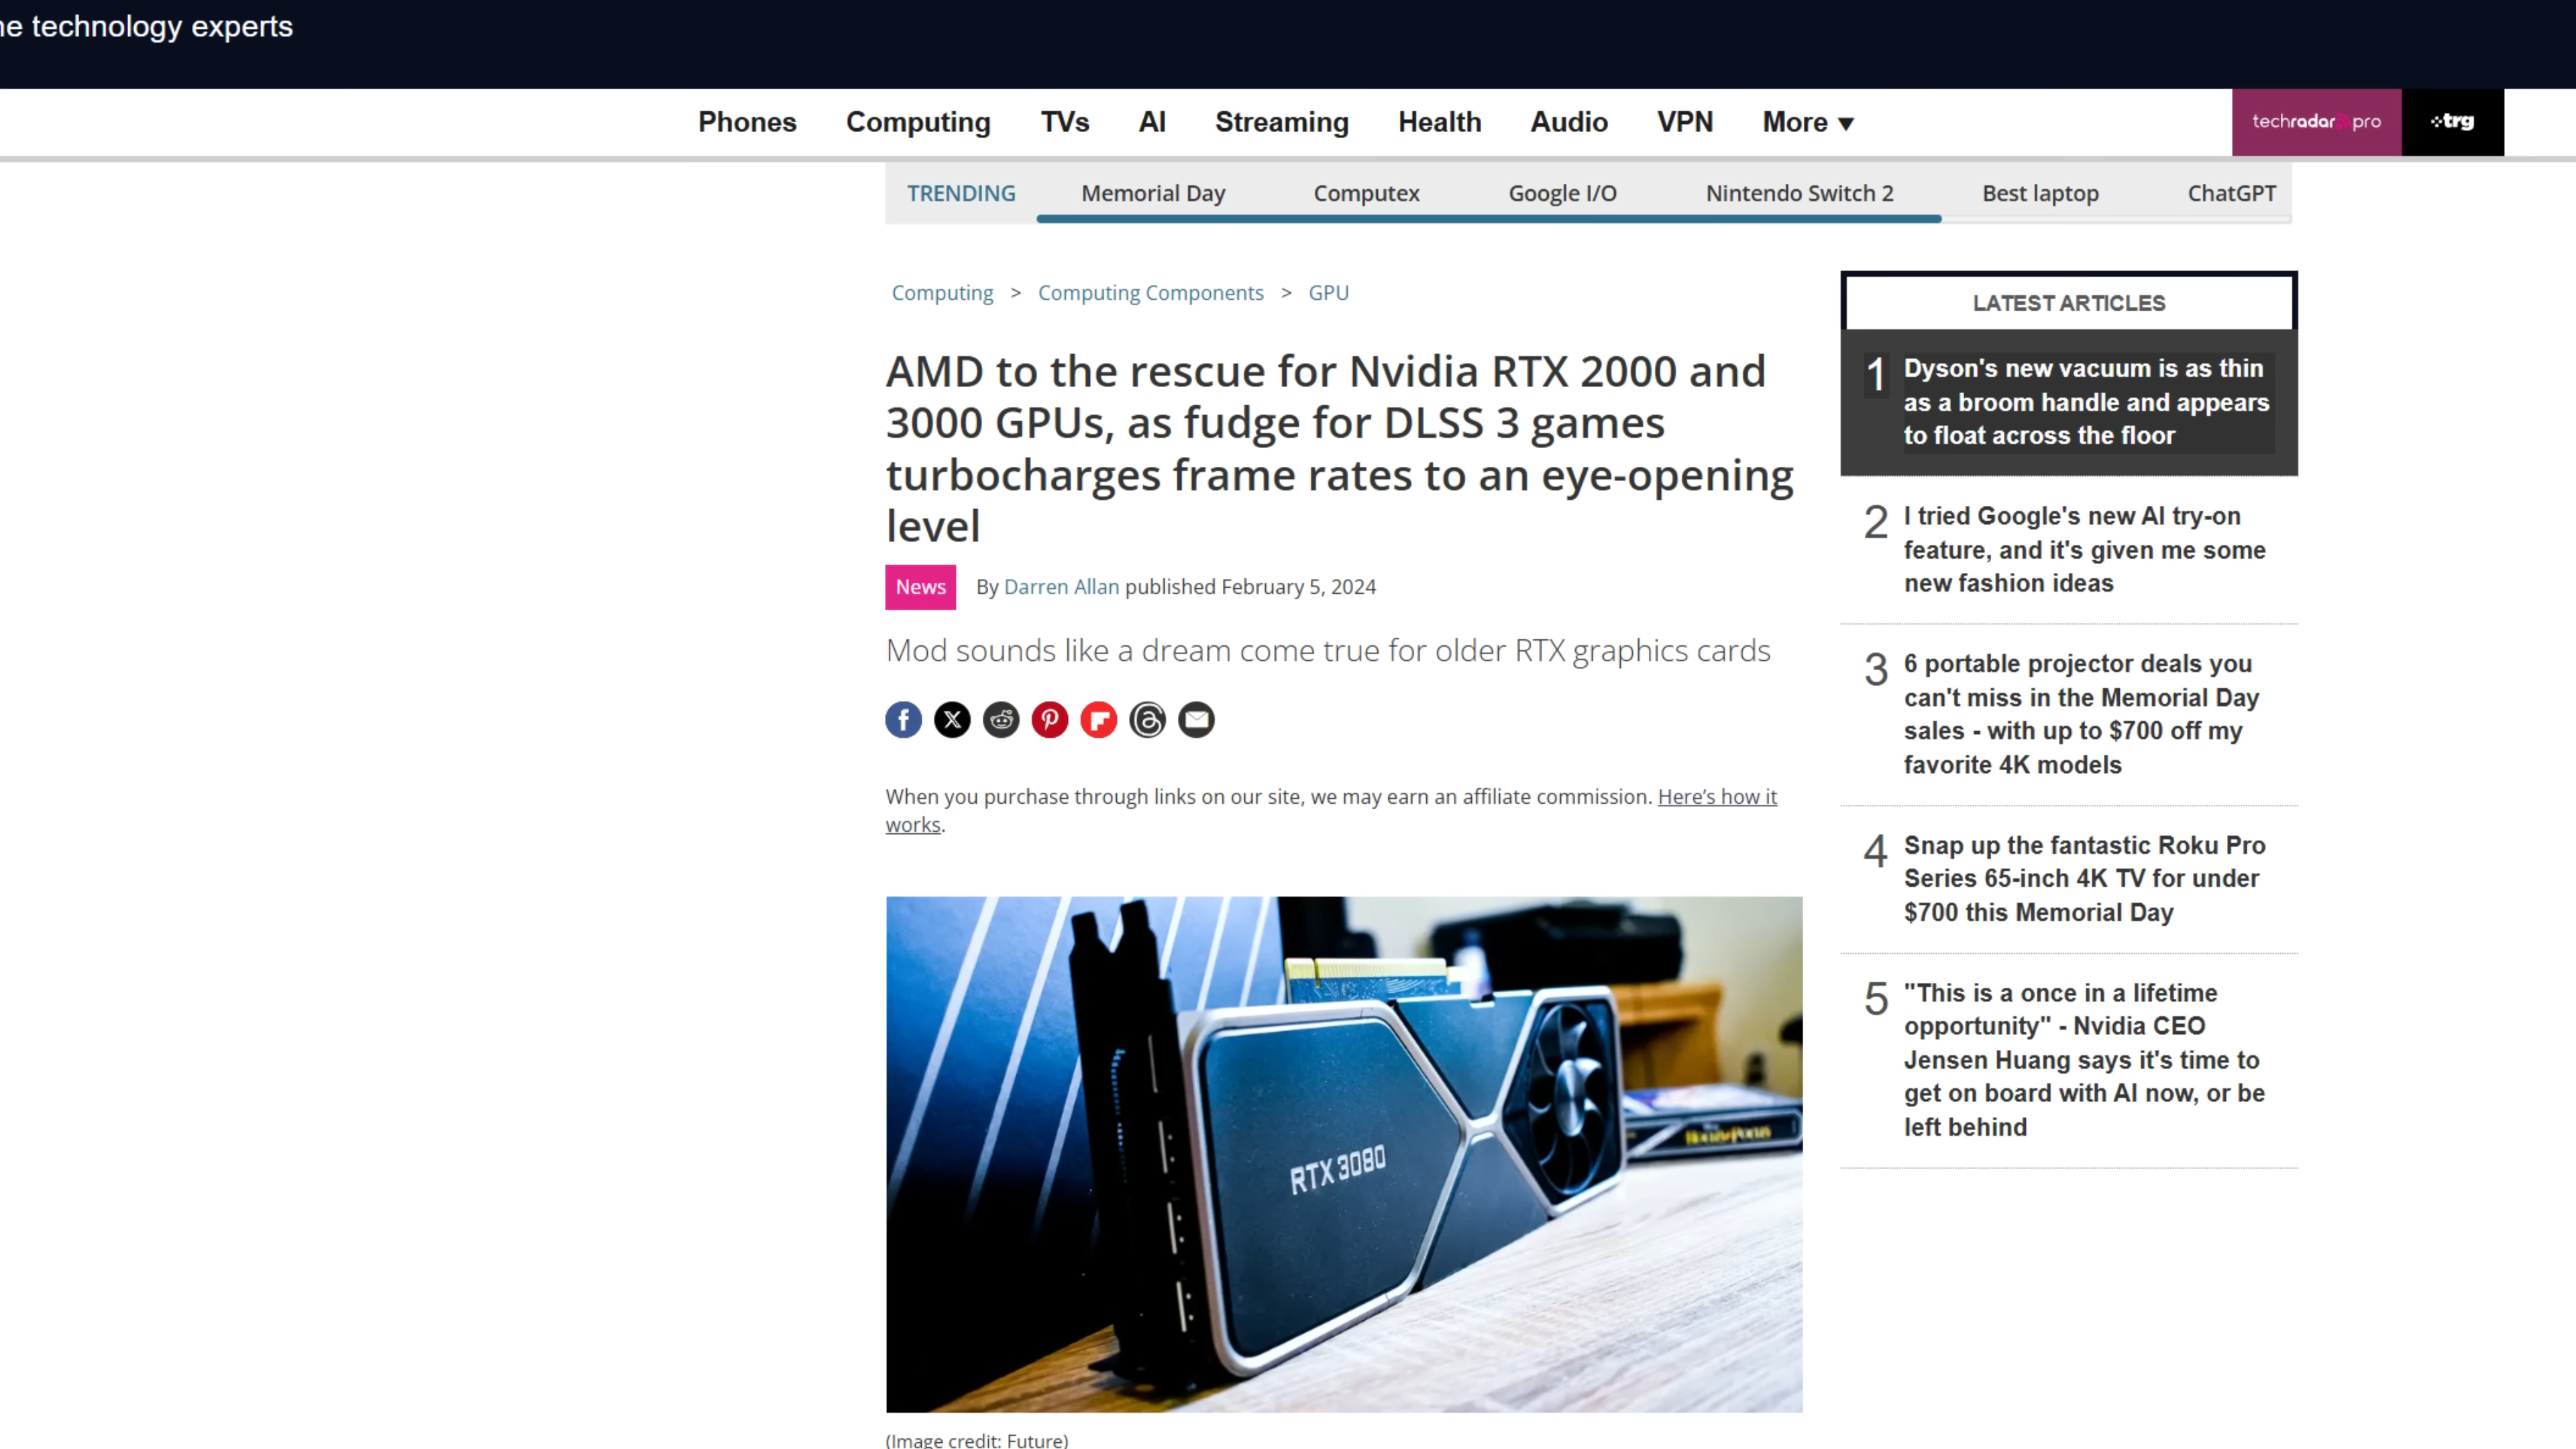 he technology experts
Phones Computing TVs AI Streaming Health Audio VPN More ▼
techradar pro
trg
TRENDING Memorial Day Computex Google I/O Nintendo Switch 2 Best laptop ChatGPT
Computing > Computing Components > GPU
AMD to the rescue for Nvidia RTX 2000 and
3000 GPUs, as fudge for DLSS 3 games
turbocharges frame rates to an eye-opening
level
News By Darren Allan published February 5, 2024
Mod sounds like a dream come true for older RTX graphics cards
When you purchase through links on our site, we may earn an affiliate commission. Here’s how it
works.
RTX 3080
Hocus Pocus
(Image credit: Future)
LATEST ARTICLES
1 Dyson's new vacuum is as thin
as a broom handle and appears
to float across the floor
2 I tried Google's new AI try-on
feature, and it's given me some
new fashion ideas
3 6 portable projector deals you
can't miss in the Memorial Day
sales - with up to $700 off my
favorite 4K models
4 Snap up the fantastic Roku Pro
Series 65-inch 4K TV for under
$700 this Memorial Day
5 "This is a once in a lifetime
opportunity" - Nvidia CEO
Jensen Huang says it's time to
get on board with AI now, or be
left behind